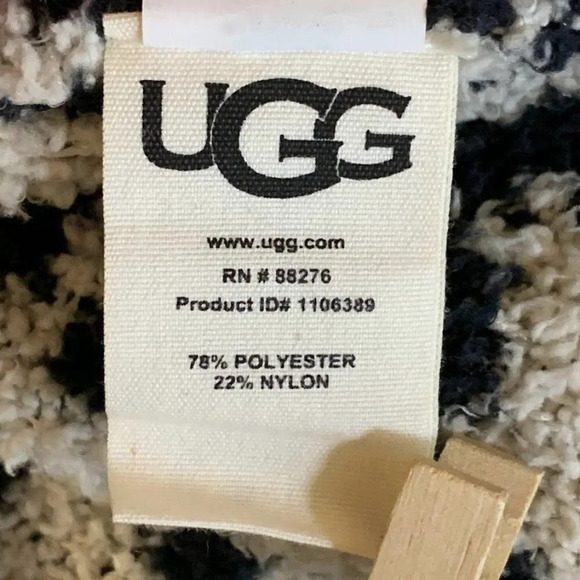 UGG
www.ugg.com
RN # 88276
Product ID# 1106389
78% POLYESTER
22% NYLON